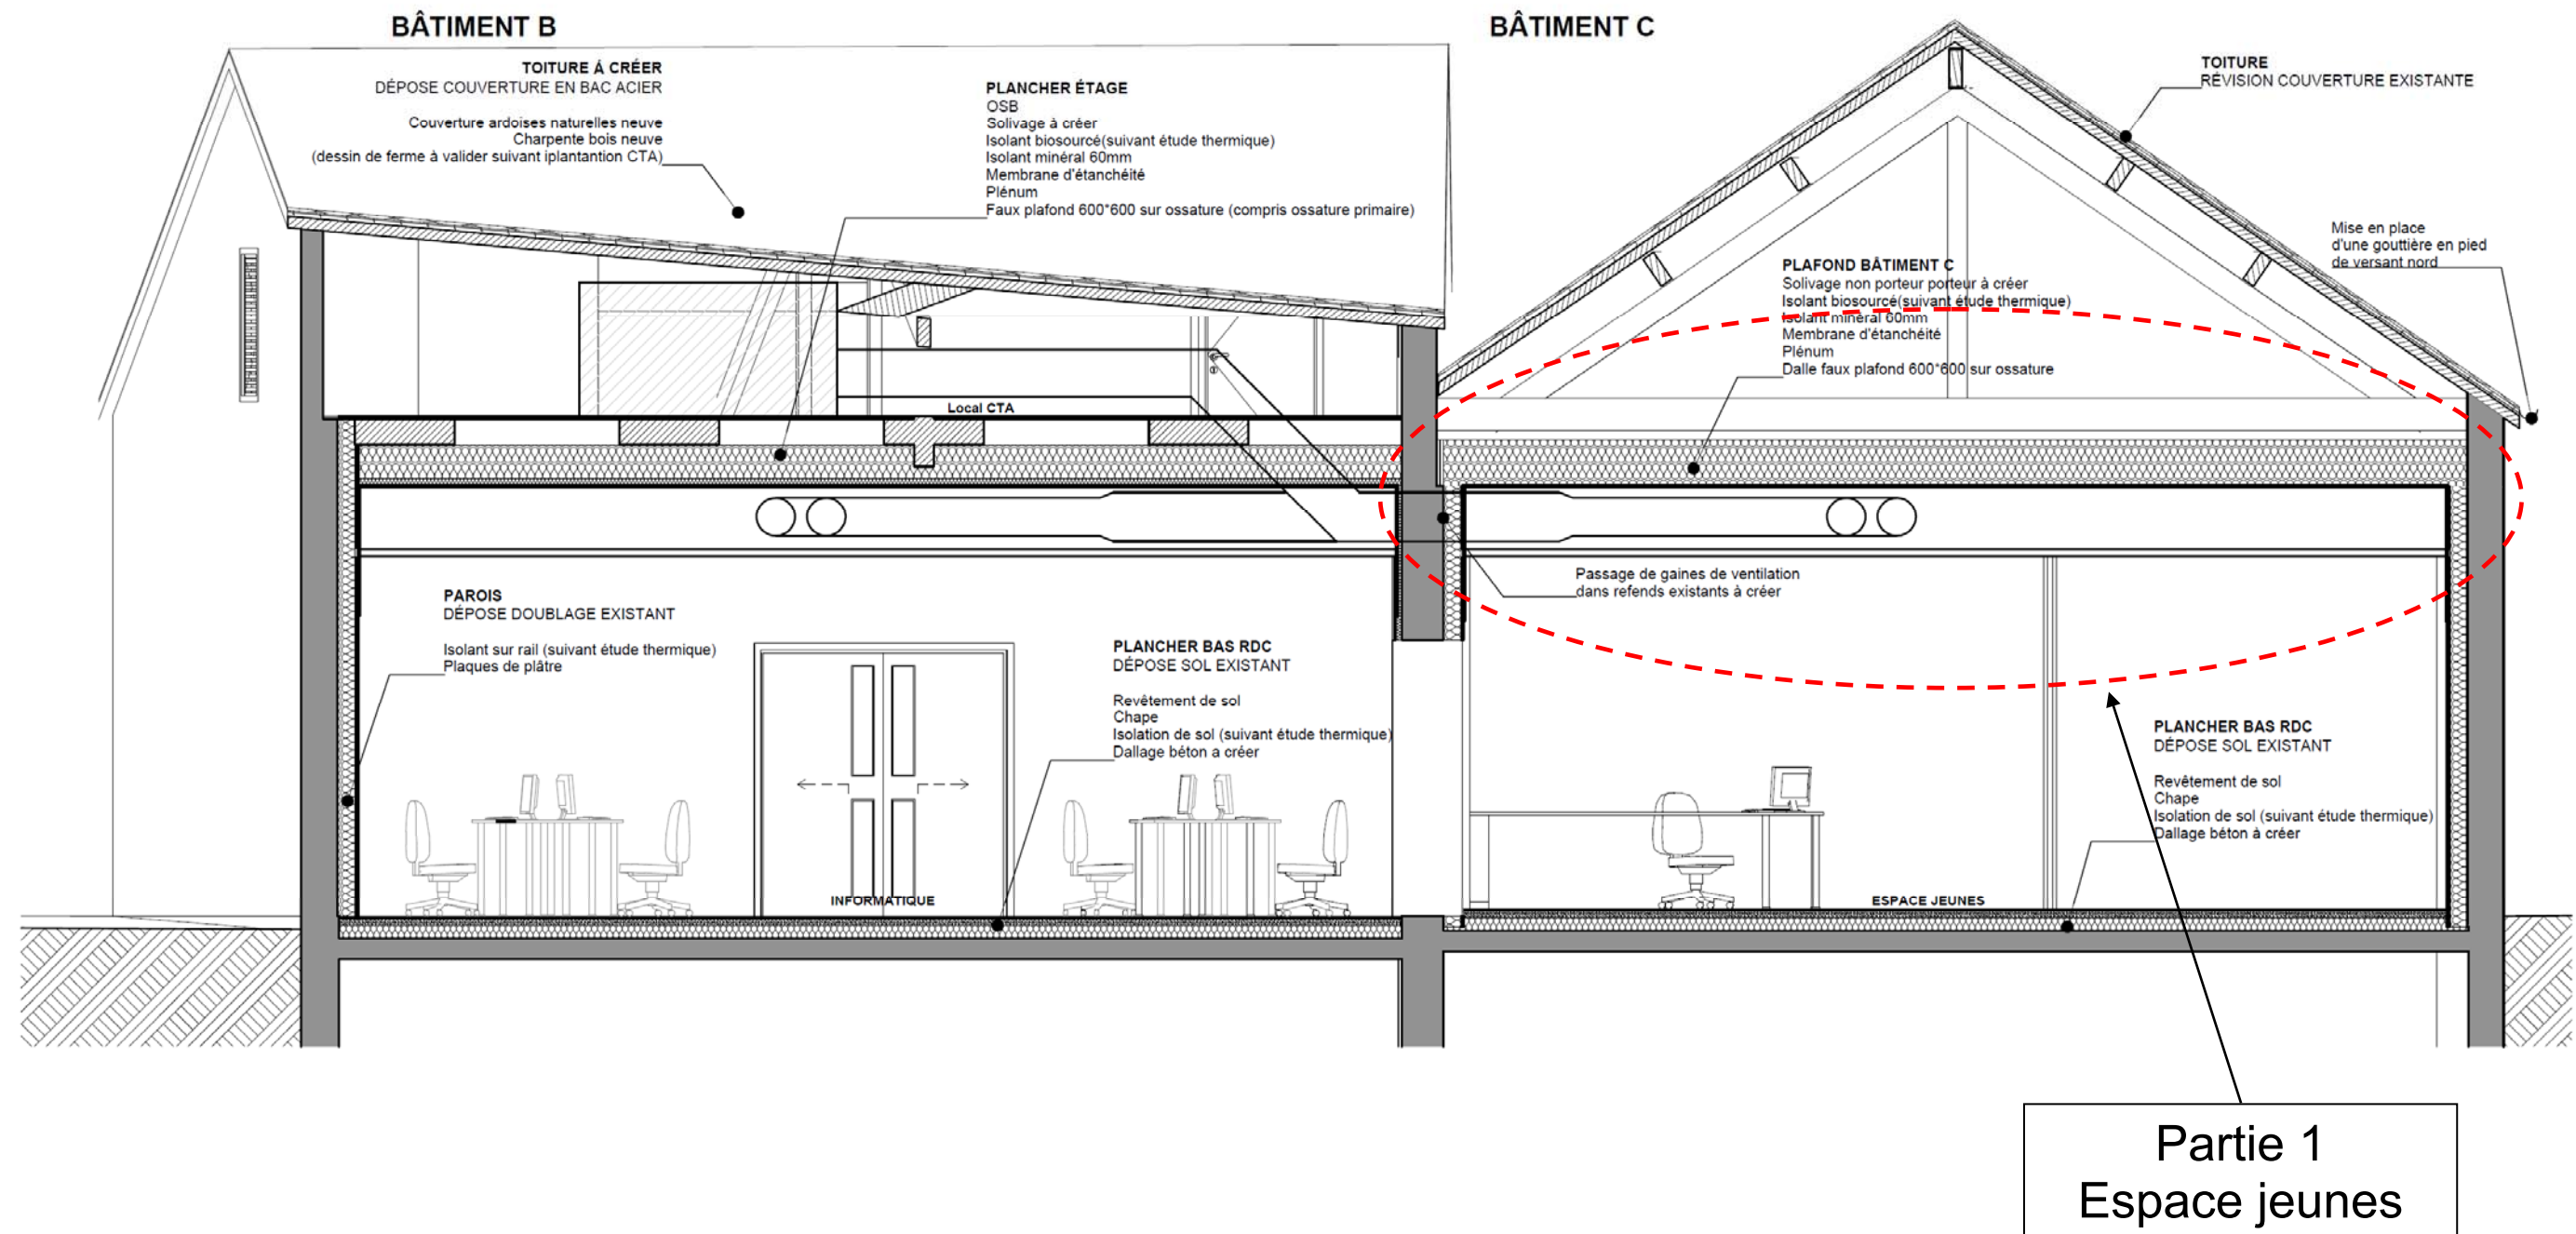 BÂTIMENT B
TOITURE Á CRÉER
DÉPOSE COUVERTURE EN BAC ACIER
Couverture ardoises naturelles neuve
Charpente bois neuve
(dessin de ferme à valider suivant iplantantion CTA)
PLANCHER ÉTAGE
OSB
Solivage à créer
Isolant biosourcé(suivant étude thermique)
Isolant minéral 60mm
Membrane d'étanchéité
Plénum
Faux plafond 600*600 sur ossature (compris ossature primaire)
BÂTIMENT C
TOITURE
RÉVISION COUVERTURE EXISTANTE
Mise en place
d'une gouttière en pied
de versant nord
PLAFOND BÂTIMENT C
Solivage non porteur porteur à créer
Isolant biosourcé(suivant étude thermique)
Isolant minéral 60mm
Membrane d'étanchéité
Plénum
Dalle faux plafond 600*600 sur ossature
Local CTA
Passage de gaines de ventilation
dans refends existants à créer
PAROIS
DÉPOSE DOUBLAGE EXISTANT
Isolant sur rail (suivant étude thermique)
Plaques de plâtre
PLANCHER BAS RDC
DÉPOSE SOL EXISTANT
Revêtement de sol
Chape
Isolation de sol (suivant étude thermique)
Dallage béton a créer
PLANCHER BAS RDC
DÉPOSE SOL EXISTANT
Revêtement de sol
Chape
Isolation de sol (suivant étude thermique)
Dallage béton à créer
INFORMATIQUE
ESPACE JEUNES
Partie 1
Espace jeunes